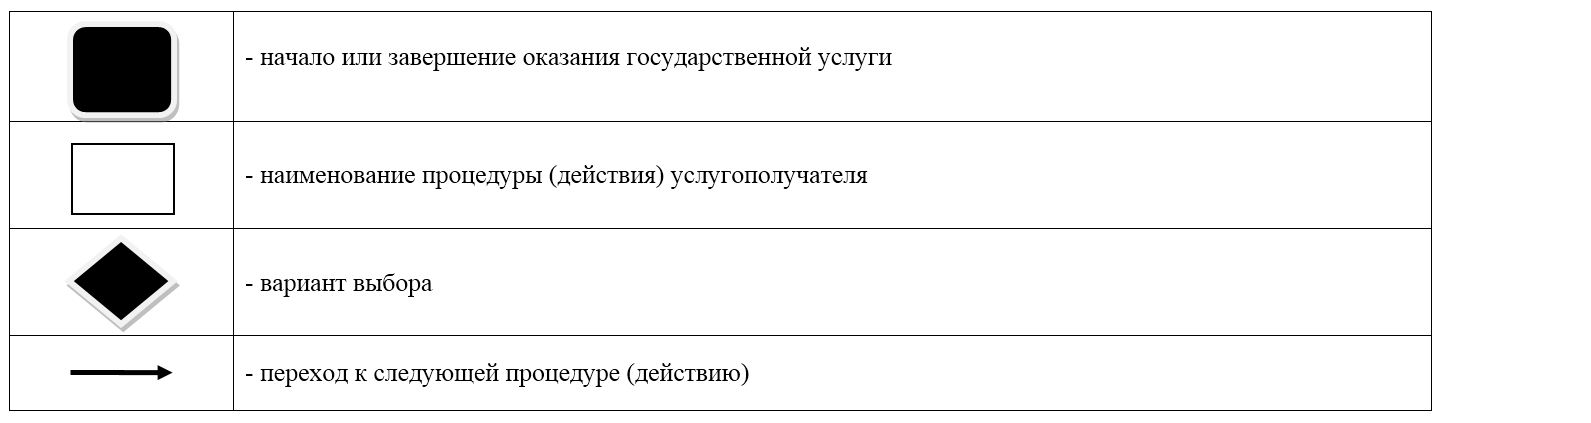 - начало или завершение оказания государственной услуги
- наименование процедуры (действия) услугополучателя
- вариант выбора
- переход к следующей процедуре (действию)